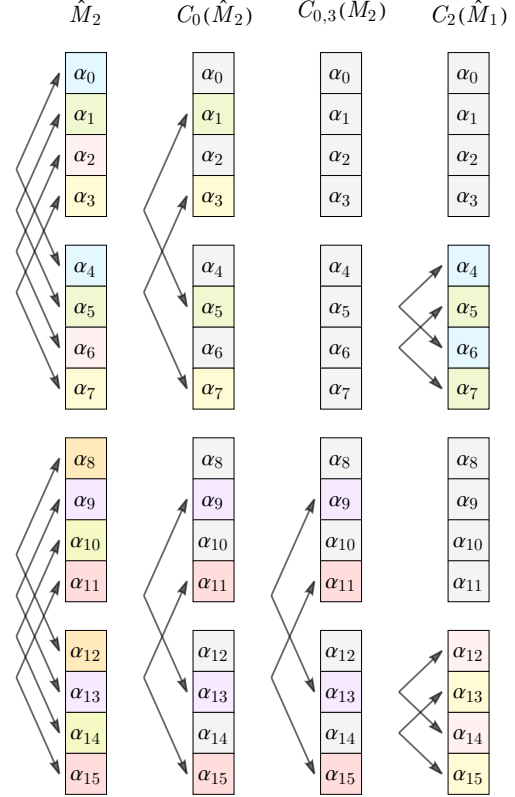 M̂₂ C₀(M̂₂) C₀,₃(M₂) C₂(M̂₁)
α₀ α₀ α₀ α₀
α₁ α₁ α₁ α₁
α₂ α₂ α₂ α₂
α₃ α₃ α₃ α₃
α₄ α₄ α₄ α₄
α₅ α₅ α₅ α₅
α₆ α₆ α₆ α₆
α₇ α₇ α₇ α₇
α₈ α₈ α₈ α₈
α₉ α₉ α₉ α₉
α₁₀ α₁₀ α₁₀ α₁₀
α₁₁ α₁₁ α₁₁ α₁₁
α₁₂ α₁₂ α₁₂ α₁₂
α₁₃ α₁₃ α₁₃ α₁₃
α₁₄ α₁₄ α₁₄ α₁₄
α₁₅ α₁₅ α₁₅ α₁₅